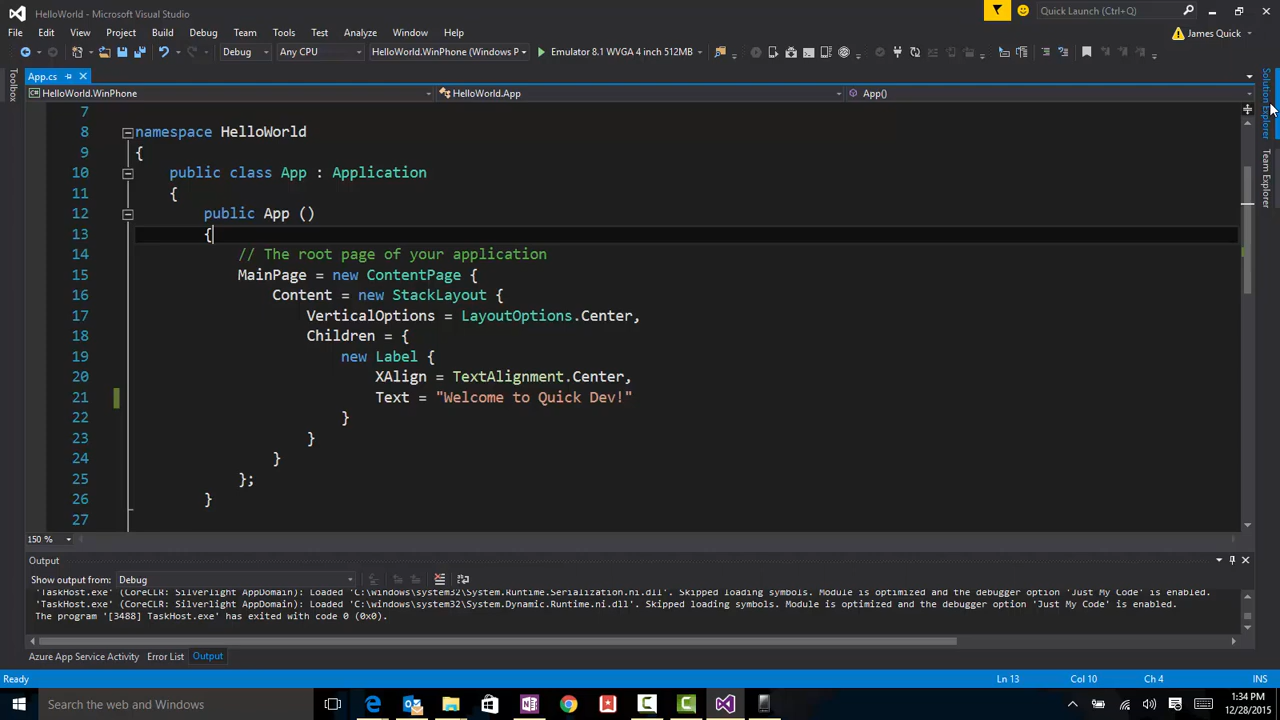 HelloWorld - Microsoft Visual Studio
Quick Launch (Ctrl+Q)
File Edit View Project Build Debug Team Tools Test Analyze Window Help
James Quick
Debug Any CPU HelloWorld.WinPhone (Windows P Emulator 8.1 WVGA 4 inch 512MB
Toolbox
App.cs
Solution Explorer
Team Explorer
HelloWorld.WinPhone HelloWorld.App App()
7
8 namespace HelloWorld
9 {
10 public class App : Application
11 {
12 public App ()
13 {
14 // The root page of your application
15 MainPage = new ContentPage {
16 Content = new StackLayout {
17 VerticalOptions = LayoutOptions.Center,
18 Children = {
19 new Label {
20 XAlign = TextAlignment.Center,
21 Text = "Welcome to Quick Dev!"
22 }
23 }
24 }
25 };
26 }
27
150 %
Output
Show output from: Debug
'TaskHost.exe' (CoreCLR: Silverlight AppDomain): Loaded 'C:\windows\system32\System.Runtime.Serialization.ni.dll'. Skipped loading symbols. Module is optimized and the debugger option 'Just My Code' is enabled.
'TaskHost.exe' (CoreCLR: Silverlight AppDomain): Loaded 'C:\windows\system32\System.Dynamic.Runtime.ni.dll'. Skipped loading symbols. Module is optimized and the debugger option 'Just My Code' is enabled.
The program '[3488] TaskHost.exe' has exited with code 0 (0x0).
Azure App Service Activity Error List Output
Ready Ln 13 Col 10 Ch 4 INS
Search the web and Windows
1:34 PM
12/28/2015